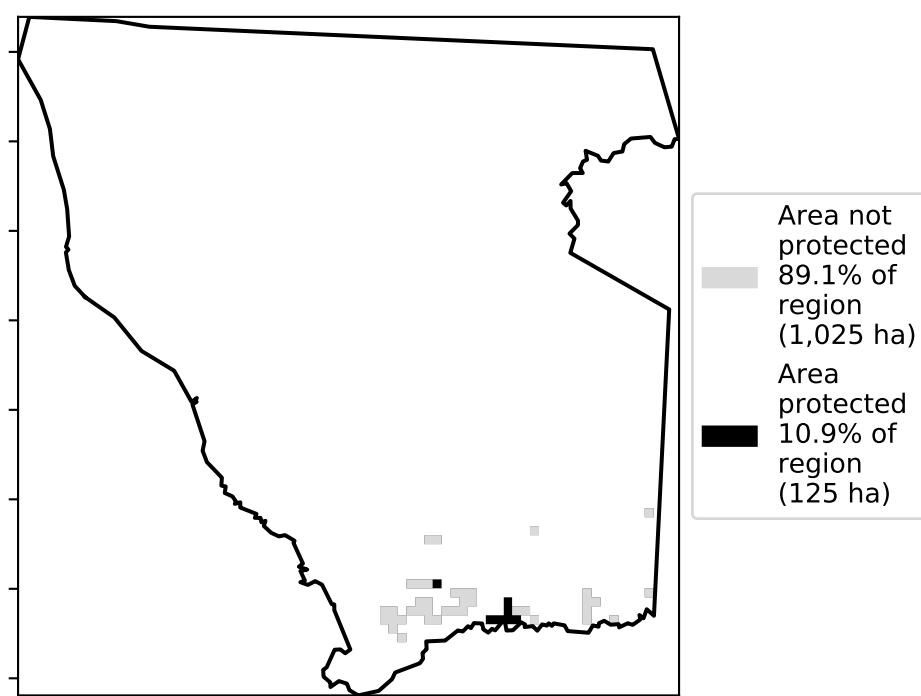 Area not
protected
89.1% of
region
(1,025 ha)
Area
protected
10.9% of
region
(125 ha)